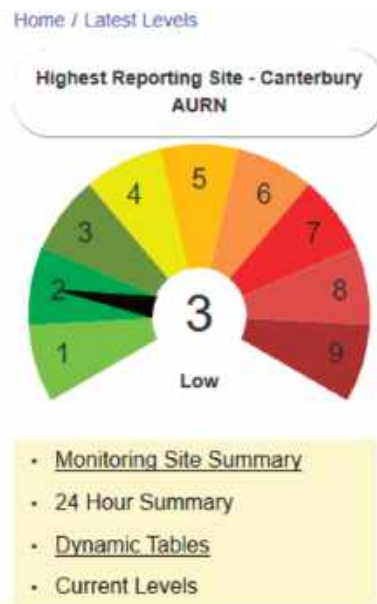 Home / Latest Levels
Highest Reporting Site - Canterbury
AURN
1
2
3
4
5
6
7
8
9
3
Low
• Monitoring Site Summary
• 24 Hour Summary
• Dynamic Tables
• Current Levels